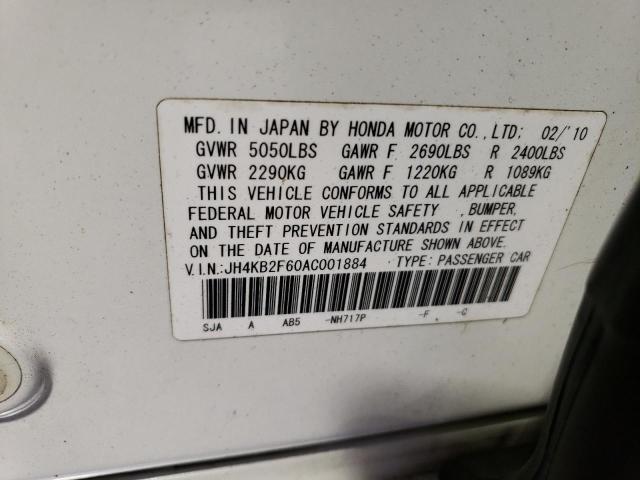 MFD. IN JAPAN BY HONDA MOTOR CO., LTD: 02/'10
GVWR 5050LBS GAWR F 2690LBS R 2400LBS
GVWR 2290KG GAWR F 1220KG R 1089KG
THIS VEHICLE CONFORMS TO ALL APPLICABLE
FEDERAL MOTOR VEHICLE SAFETY , BUMPER,
AND THEFT PREVENTION STANDARDS IN EFFECT
ON THE DATE OF MANUFACTURE SHOWN ABOVE.
V.I.N.:JH4KB2F60AC001884 TYPE: PASSENGER CAR
SJA A AB5 -NH717P -F -G